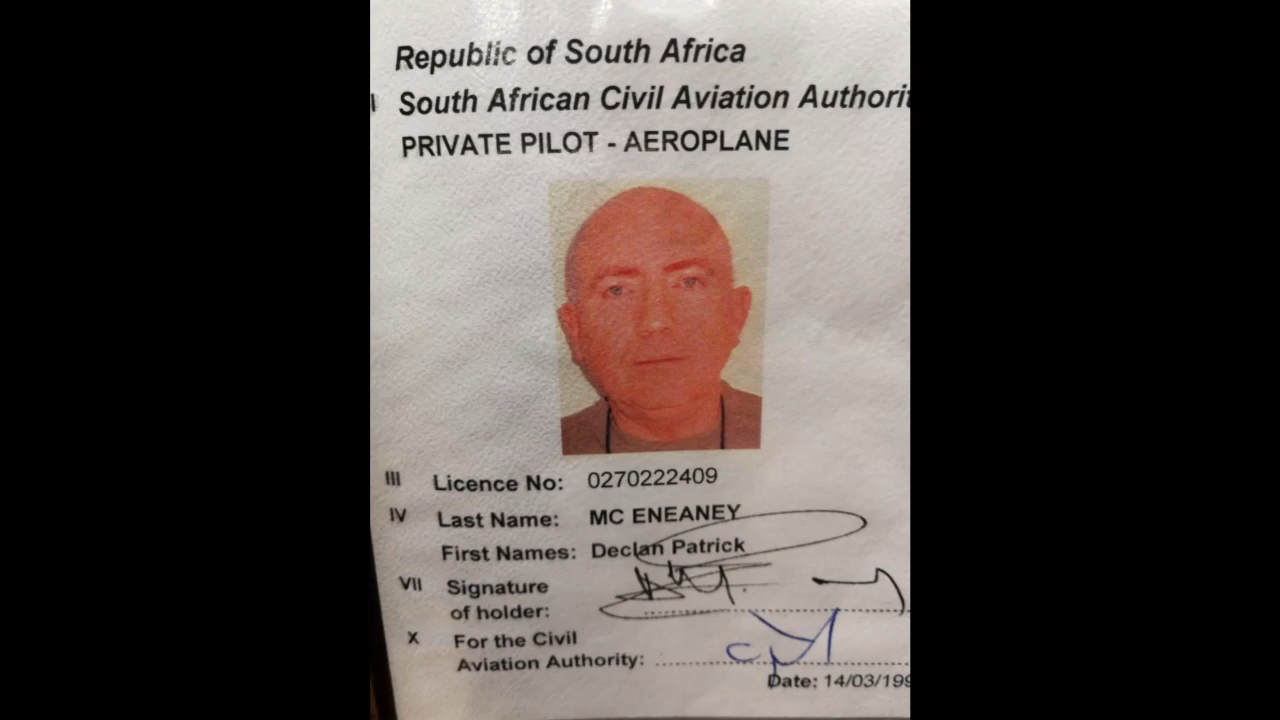 Republic of South Africa
I South African Civil Aviation Authorit
PRIVATE PILOT - AEROPLANE
III Licence No: 0270222409
IV Last Name: MC ENEANEY
First Names: Declan Patrick
VII Signature
of holder:
X For the Civil
Aviation Authority:
Date: 14/03/199